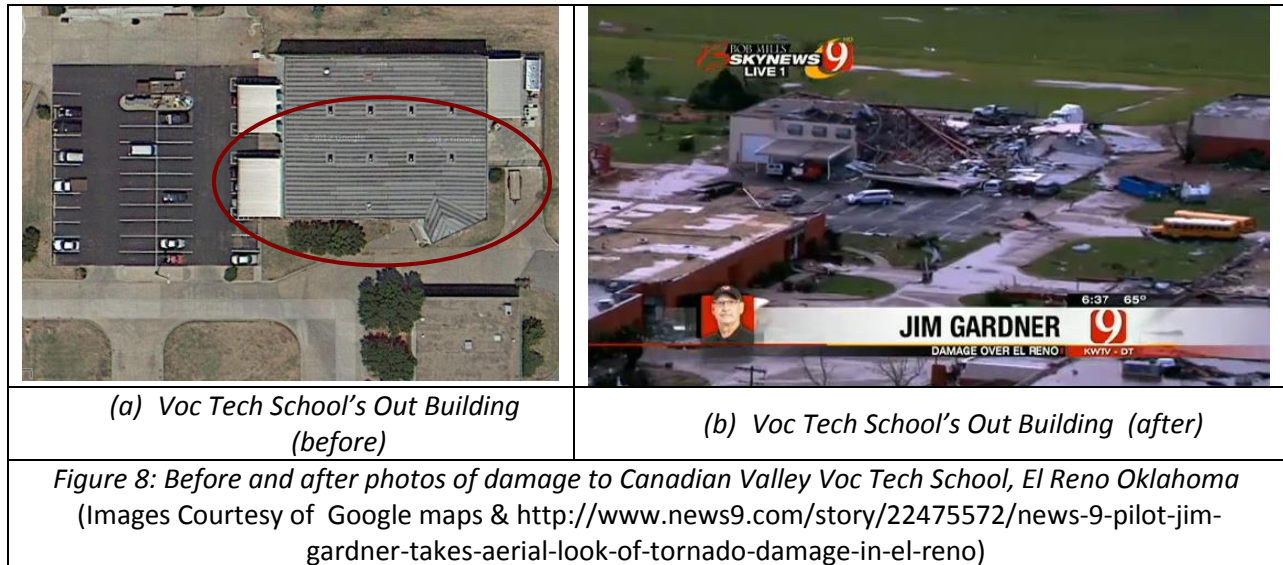 BOB MILLS
SKYNEWS 9 HD
LIVE 1
6:37 65°
JIM GARDNER 9
DAMAGE OVER EL RENO KWTV - DT
(a) Voc Tech School's Out Building
(before)
(b) Voc Tech School's Out Building (after)
Figure 8: Before and after photos of damage to Canadian Valley Voc Tech School, El Reno Oklahoma
(Images Courtesy of Google maps & http://www.news9.com/story/22475572/news-9-pilot-jim-
gardner-takes-aerial-look-of-tornado-damage-in-el-reno)